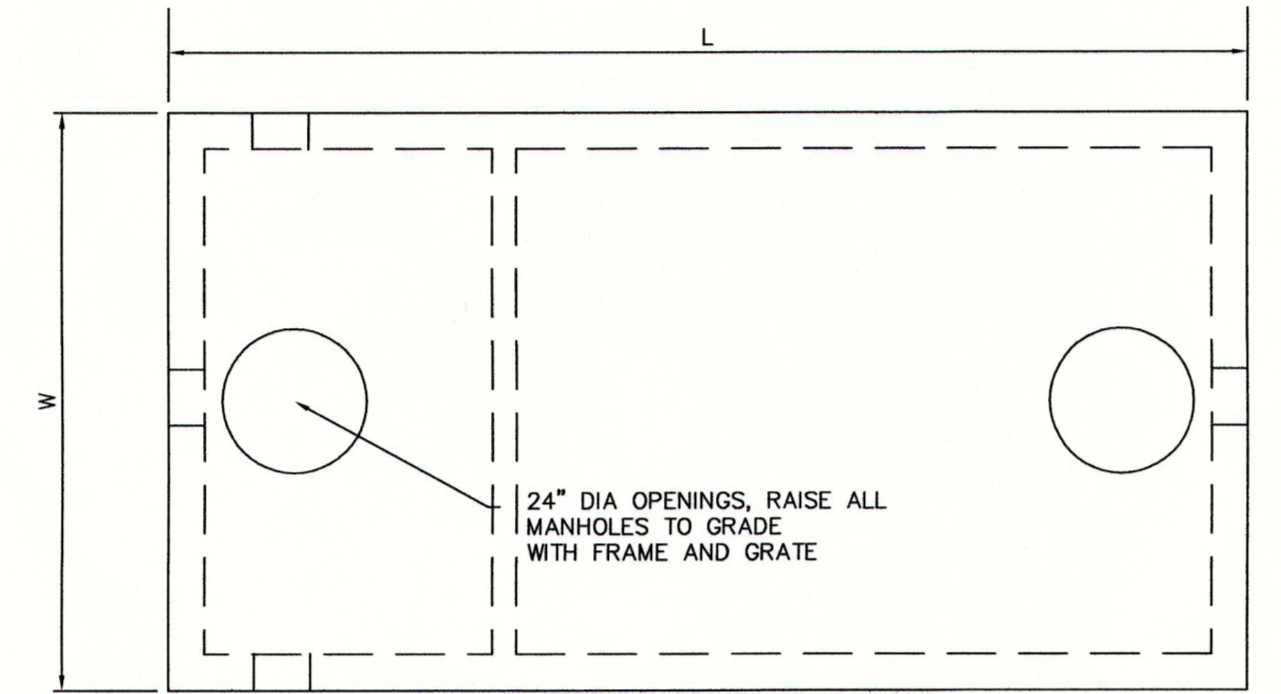 L
W
24" DIA OPENINGS, RAISE ALL
MANHOLES TO GRADE
WITH FRAME AND GRATE